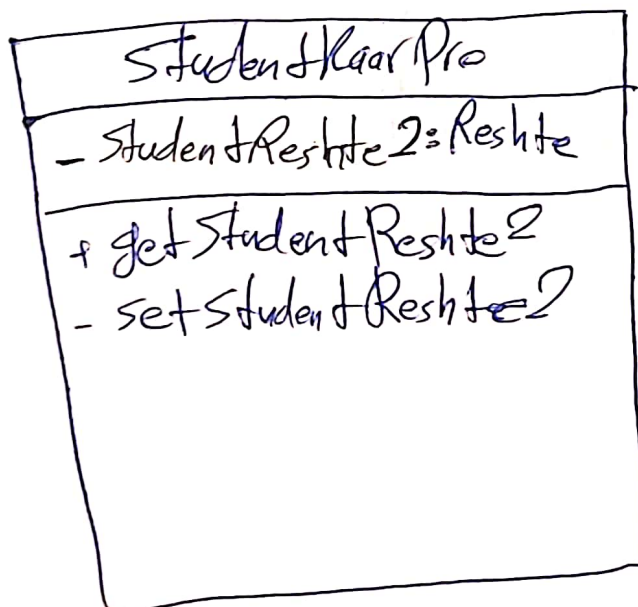 StudentKaarPro
- StudentReshte2: Reshte
+ getStudentReshte2
- setStudentReshte2